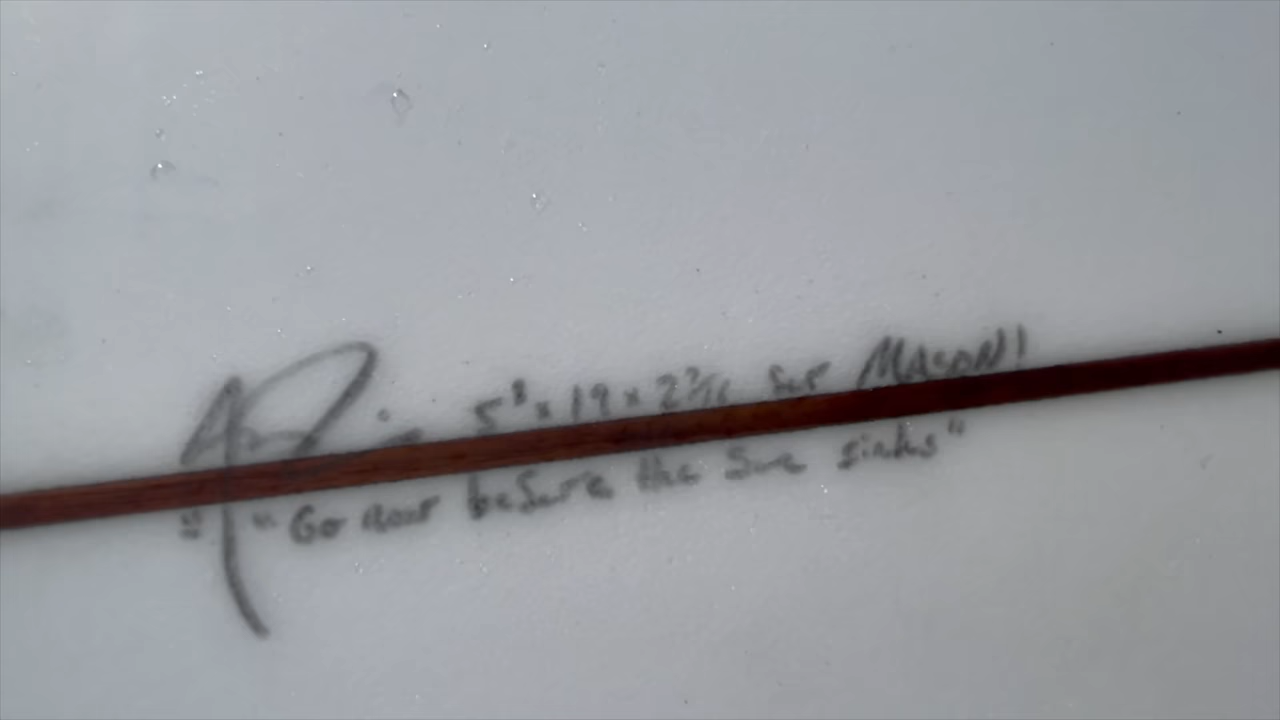 5'8 x 19 x 2 3/16 for MASON!
"Go now before the Sun sinks"